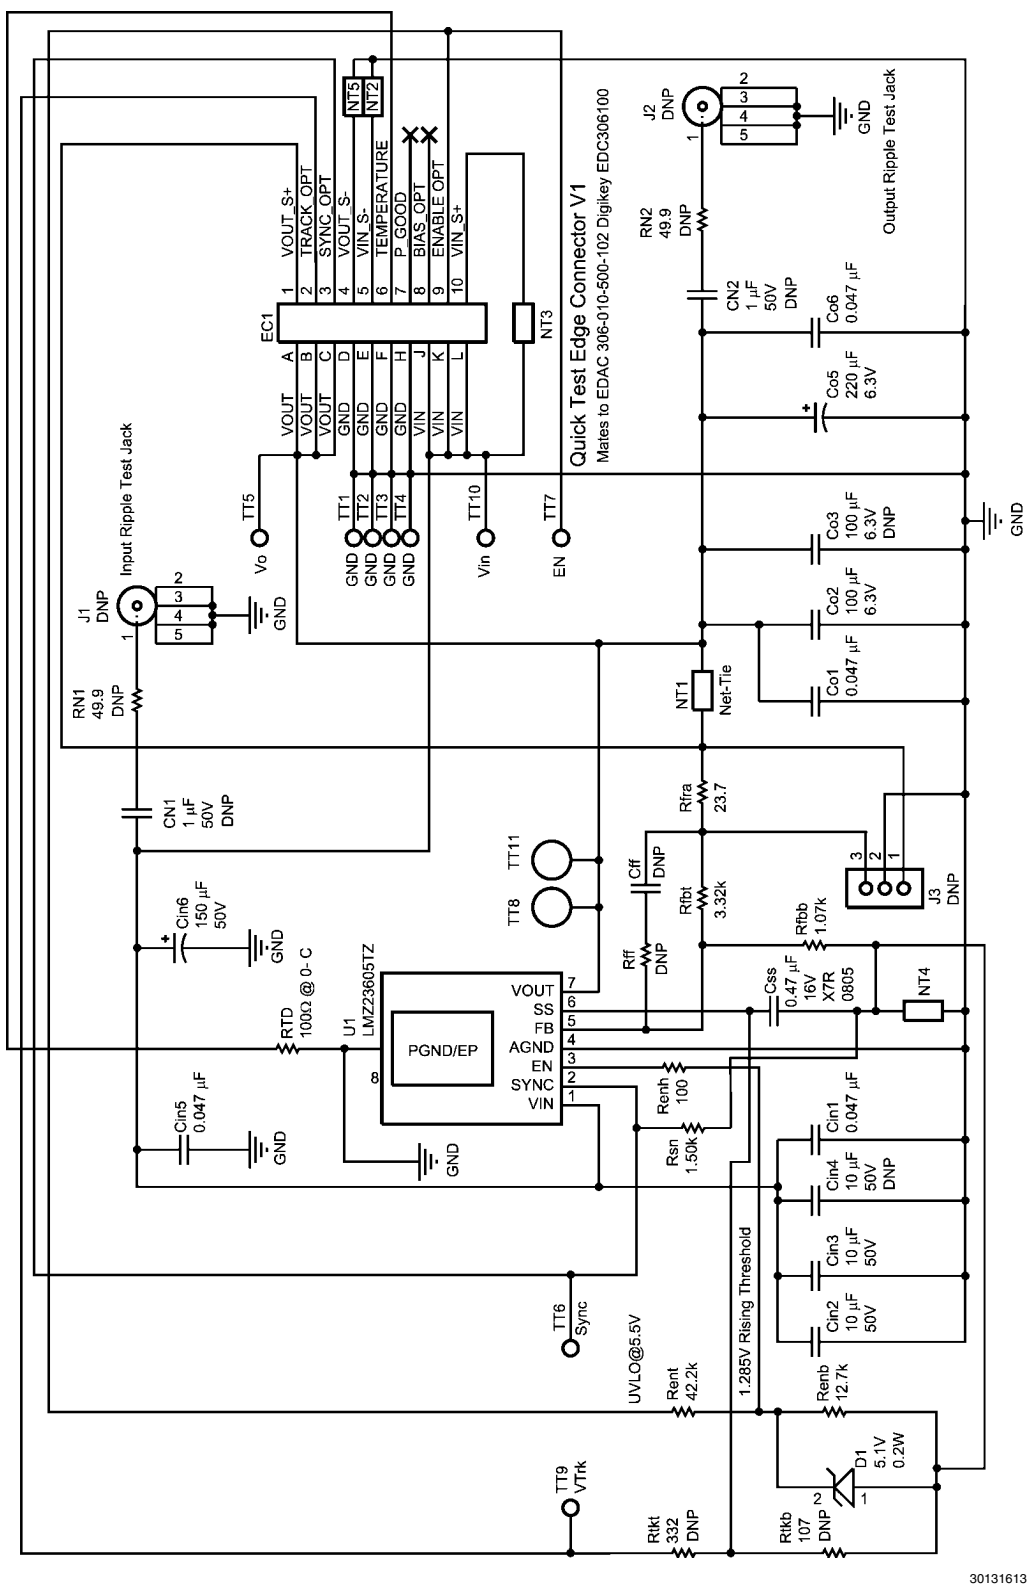 Input Ripple Test Jack
J1
DNP
1
2
3
4
5
GND
RN1
49.9
DNP
CN1
1 µF
50V
DNP
Cin6
150 µF
50V
+
GND
RTD
100Ω @ 0- C
Cin5
0.047 µF
GND
U1
LMZ23605TZ
PGND/EP
8
VOUT
SS
FB
AGND
EN
SYNC
VIN
7
6
5
4
3
2
1
GND
TT11
TT8
EC1
1
2
3
4
5
6
7
8
9
10
VOUT_S+
TRACK_OPT
SYNC_OPT
VOUT_S-
VIN_S-
TEMPERATURE
P_GOOD
BIAS_OPT
ENABLE OPT
VIN_S+
A
B
C
D
E
F
H
J
K
L
VOUT
VOUT
VOUT
GND
GND
GND
GND
VIN
VIN
VIN
NT5
NT2
NT3
Quick Test Edge Connector V1
Mates to EDAC 306-010-500-102 Digikey EDC306100
TT5
Vo
TT1
TT2
TT3
TT4
GND
GND
GND
GND
TT10
Vin
TT7
EN
J2
DNP
1
2
3
4
5
GND
Output Ripple Test Jack
RN2
49.9
DNP
CN2
1 µF
50V
DNP
Co6
0.047 µF
+
Co5
220 µF
6.3V
Co3
100 µF
6.3V
DNP
Co2
100 µF
6.3V
Co1
0.047 µF
GND
NT1
Net-Tie
Rfra
23.7
Cff
DNP
Rff
DNP
Rfbt
3.32k
3
2
1
J3
DNP
Rfbb
1.07k
Css
0.47 µF
16V
X7R
0805
NT4
Renh
100
Rsn
1.50k
Cin1
0.047 µF
Cin4
10 µF
50V
DNP
Cin3
10 µF
50V
Cin2
10 µF
50V
TT6
Sync
UVLO@5.5V
1.285V Rising Threshold
Rent
42.2k
Renb
12.7k
D1
5.1V
0.2W
2
1
TT9
VTrk
Rtkt
332
DNP
Rtkb
107
DNP
30131613